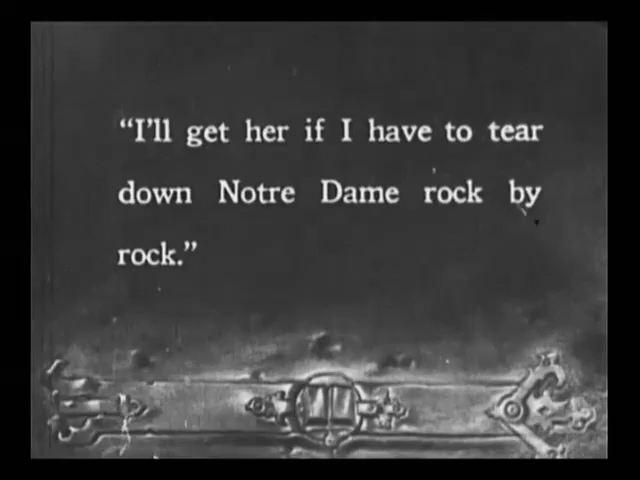 “I’ll get her if I have to tear
down Notre Dame rock by
rock.”